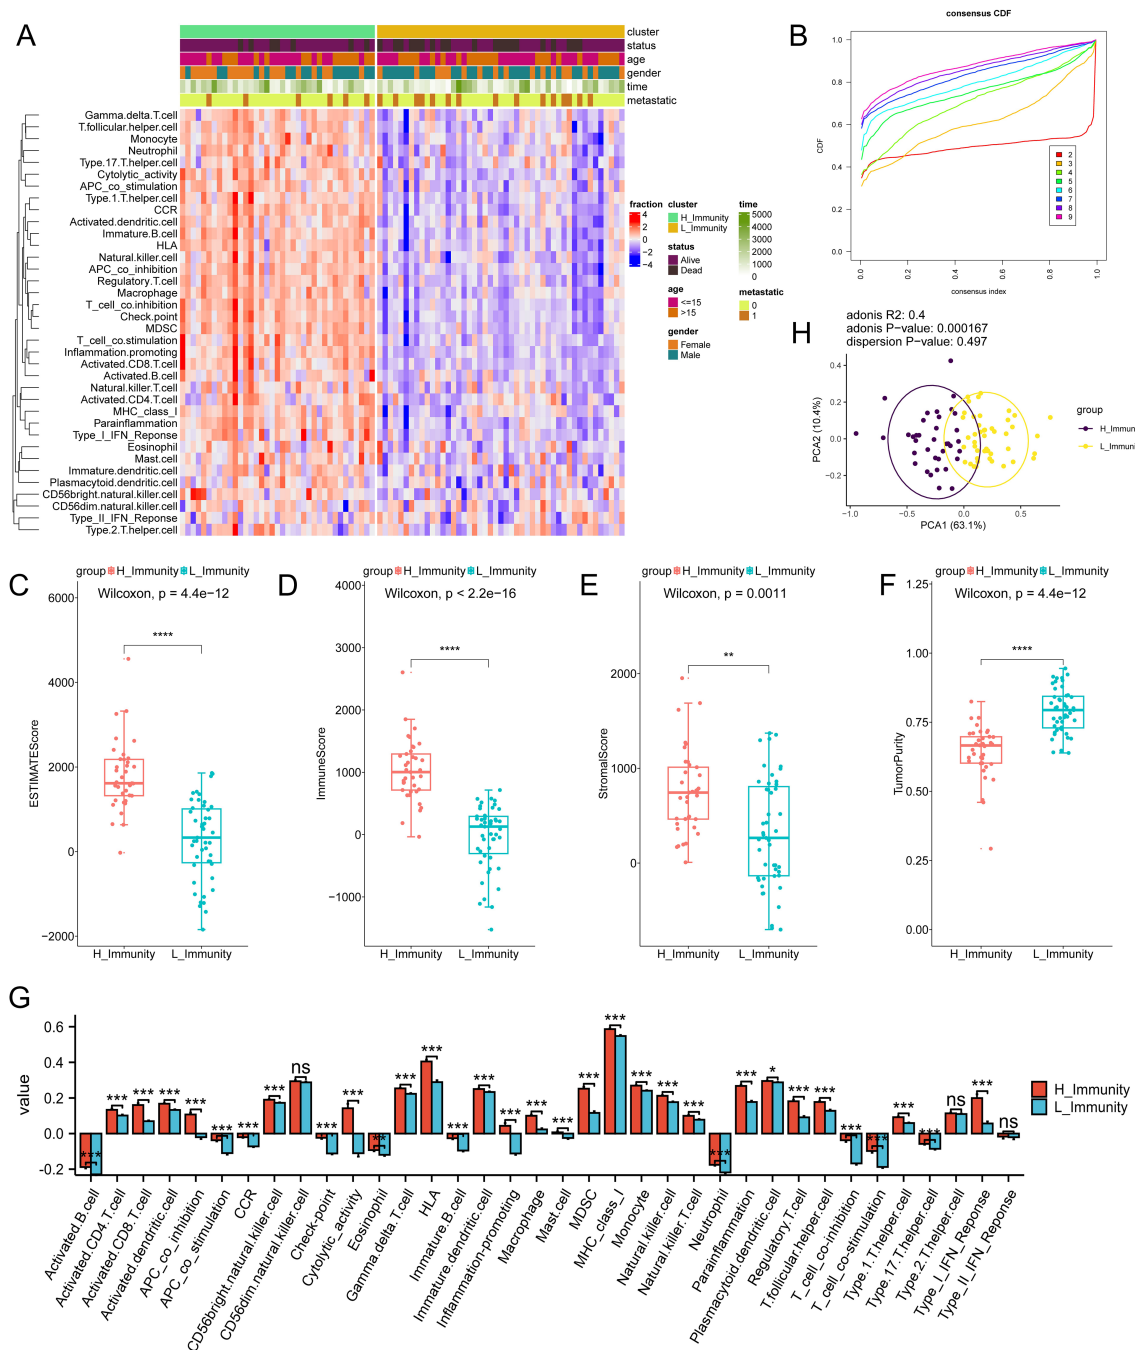 A
cluster
status
age
gender
time
metastatic
Gamma.delta.T.cell
T.follicular.helper.cell
Monocyte
Neutrophil
Type.17.T.helper.cell
Cytolytic_activity
APC_co_stimulation
Type.1.T.helper.cell
CCR
Activated.dendritic.cell
Immature.B.cell
HLA
Natural.killer.cell
APC_co_inhibition
Regulatory.T.cell
Macrophage
T_cell_co.inhibition
Check.point
MDSC
T_cell_co.stimulation
Inflammation.promoting
Activated.CD8.T.cell
Activated.B.cell
Natural.killer.T.cell
Activated.CD4.T.cell
MHC_class_I
Parainflammation
Type_I_IFN_Reponse
Eosinophil
Mast.cell
Immature.dendritic.cell
Plasmacytoid.dendritic.cell
CD56bright.natural.killer.cell
CD56dim.natural.killer.cell
Type_II_IFN_Reponse
Type.2.T.helper.cell
fraction
4
2
0
−2
−4
cluster
H_Immunity
L_Immunity
status
Alive
Dead
age
<=15
>15
gender
Female
Male
time
5000
4000
3000
2000
1000
0
metastatic
0
1
B
consensus CDF
CDF
1.0
0.8
0.6
0.4
0.2
0.0
2
3
4
5
6
7
8
9
0.0 0.2 0.4 0.6 0.8 1.0
consensus index
H
adonis R2: 0.4
adonis P-value: 0.000167
dispersion P-value: 0.497
PCA2 (10.4%)
0.4
0.2
0.0
−0.2
−1.0 −0.5 0.0 0.5
PCA1 (63.1%)
group
H_Immun
L_Immuni
C
group H_Immunity L_Immunity
Wilcoxon, p = 4.4e−12
****
ESTIMATEScore
6000
4000
2000
0
−2000
H_Immunity L_Immunity
D
group H_Immunity L_Immunity
Wilcoxon, p < 2.2e−16
****
ImmuneScore
4000
3000
2000
1000
0
−1000
H_Immunity L_Immunity
E
group H_Immunity L_Immunity
Wilcoxon, p = 0.0011
**
StromalScore
2000
1000
0
H_Immunity L_Immunity
F
group H_Immunity L_Immunity
Wilcoxon, p = 4.4e−12
****
TumorPurity
1.25
1.00
0.75
0.50
0.25
0.00
H_Immunity L_Immunity
G
value
0.6
0.4
0.2
0.0
-0.2
*** *** *** *** *** *** *** *** ns *** *** ** *** *** *** *** *** *** *** *** *** *** *** *** *** *** * *** *** *** *** *** *** ns *** ns
H_Immunity
L_Immunity
Activated.B.cell
Activated.CD4.T.cell
Activated.CD8.T.cell
Activated.dendritic.cell
APC_co_inhibition
APC_co_stimulation
CCR
CD56bright.natural.killer.cell
CD56dim.natural.killer.cell
Check-point
Cytolytic_activity
Eosinophil
Gamma.delta.T.cell
HLA
Immature.B.cell
Immature.dendritic.cell
Inflammation-promoting
Macrophage
Mast.cell
MDSC
MHC_class_I
Monocyte
Natural.killer.cell
Natural.killer.T.cell
Neutrophil
Parainflammation
Plasmacytoid.dendritic.cell
Regulatory.T.cell
T.follicular.helper.cell
T_cell_co-inhibition
T_cell_co-stimulation
Type.1.T.helper.cell
Type.17.T.helper.cell
Type.2.T.helper.cell
Type_I_IFN_Reponse
Type_II_IFN_Reponse